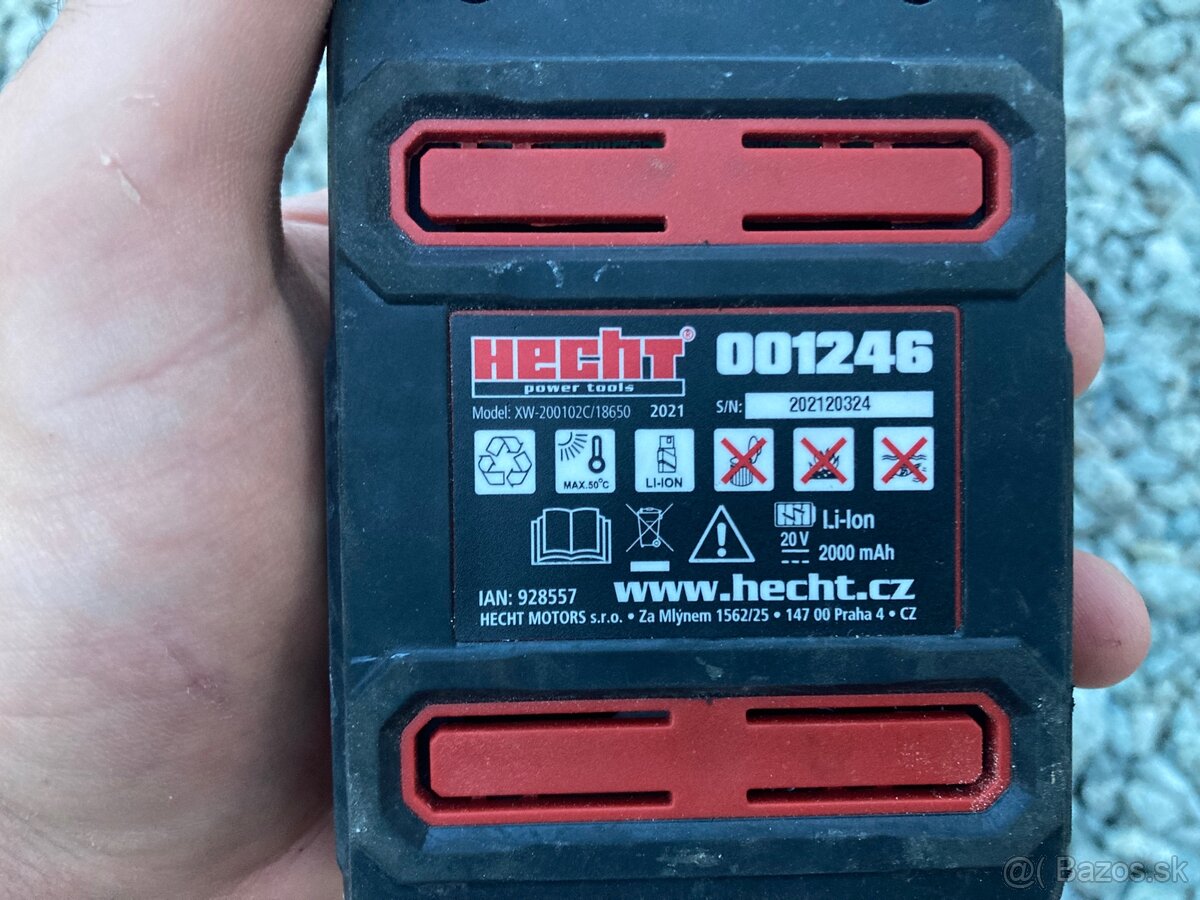 HECHT® 001246
power tools
Model: XW-200102C/18650 2021 S/N: 202120324
MAX.50°C LI-ION
Li-Ion
20 V
2000 mAh
IAN: 928557 www.hecht.cz
HECHT MOTORS s.r.o. • Za Mlýnem 1562/25 • 147 00 Praha 4 • CZ
@( Bazos.sk